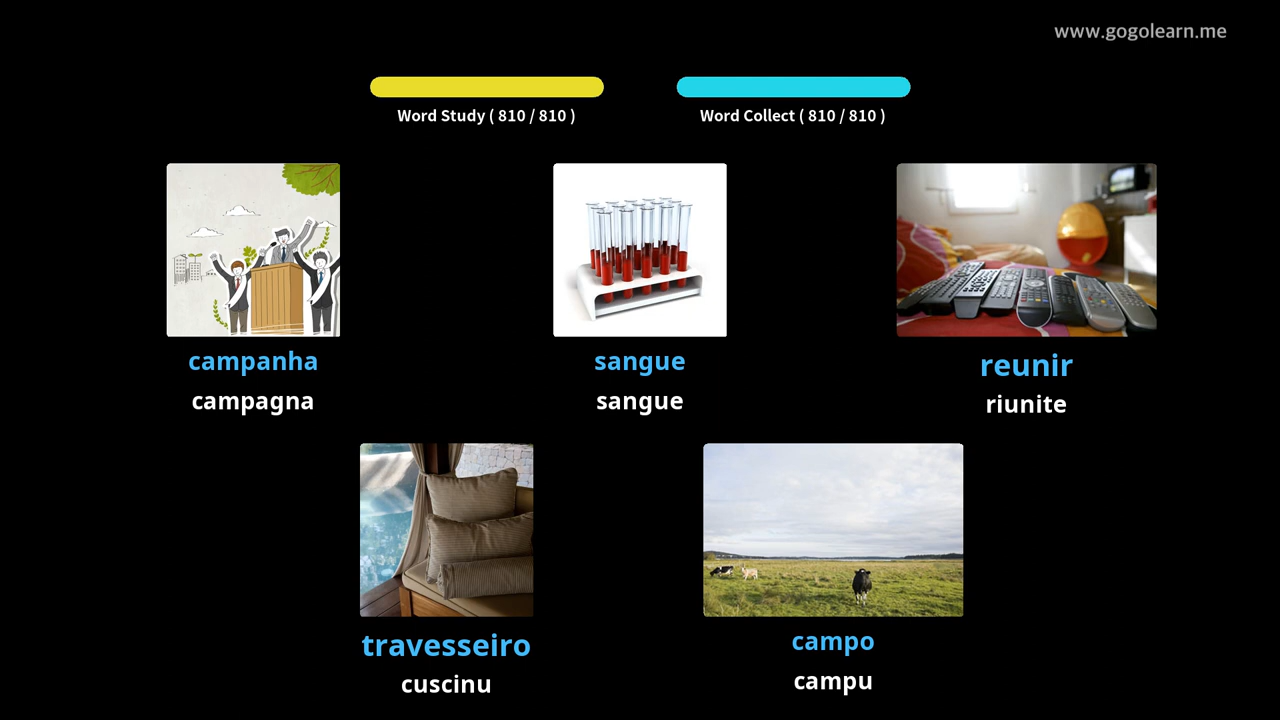 www.gogolearn.me
Word Study ( 810 / 810 )
Word Collect ( 810 / 810 )
campanha
campagna
sangue
sangue
reunir
riunite
travesseiro
cuscinu
campo
campu